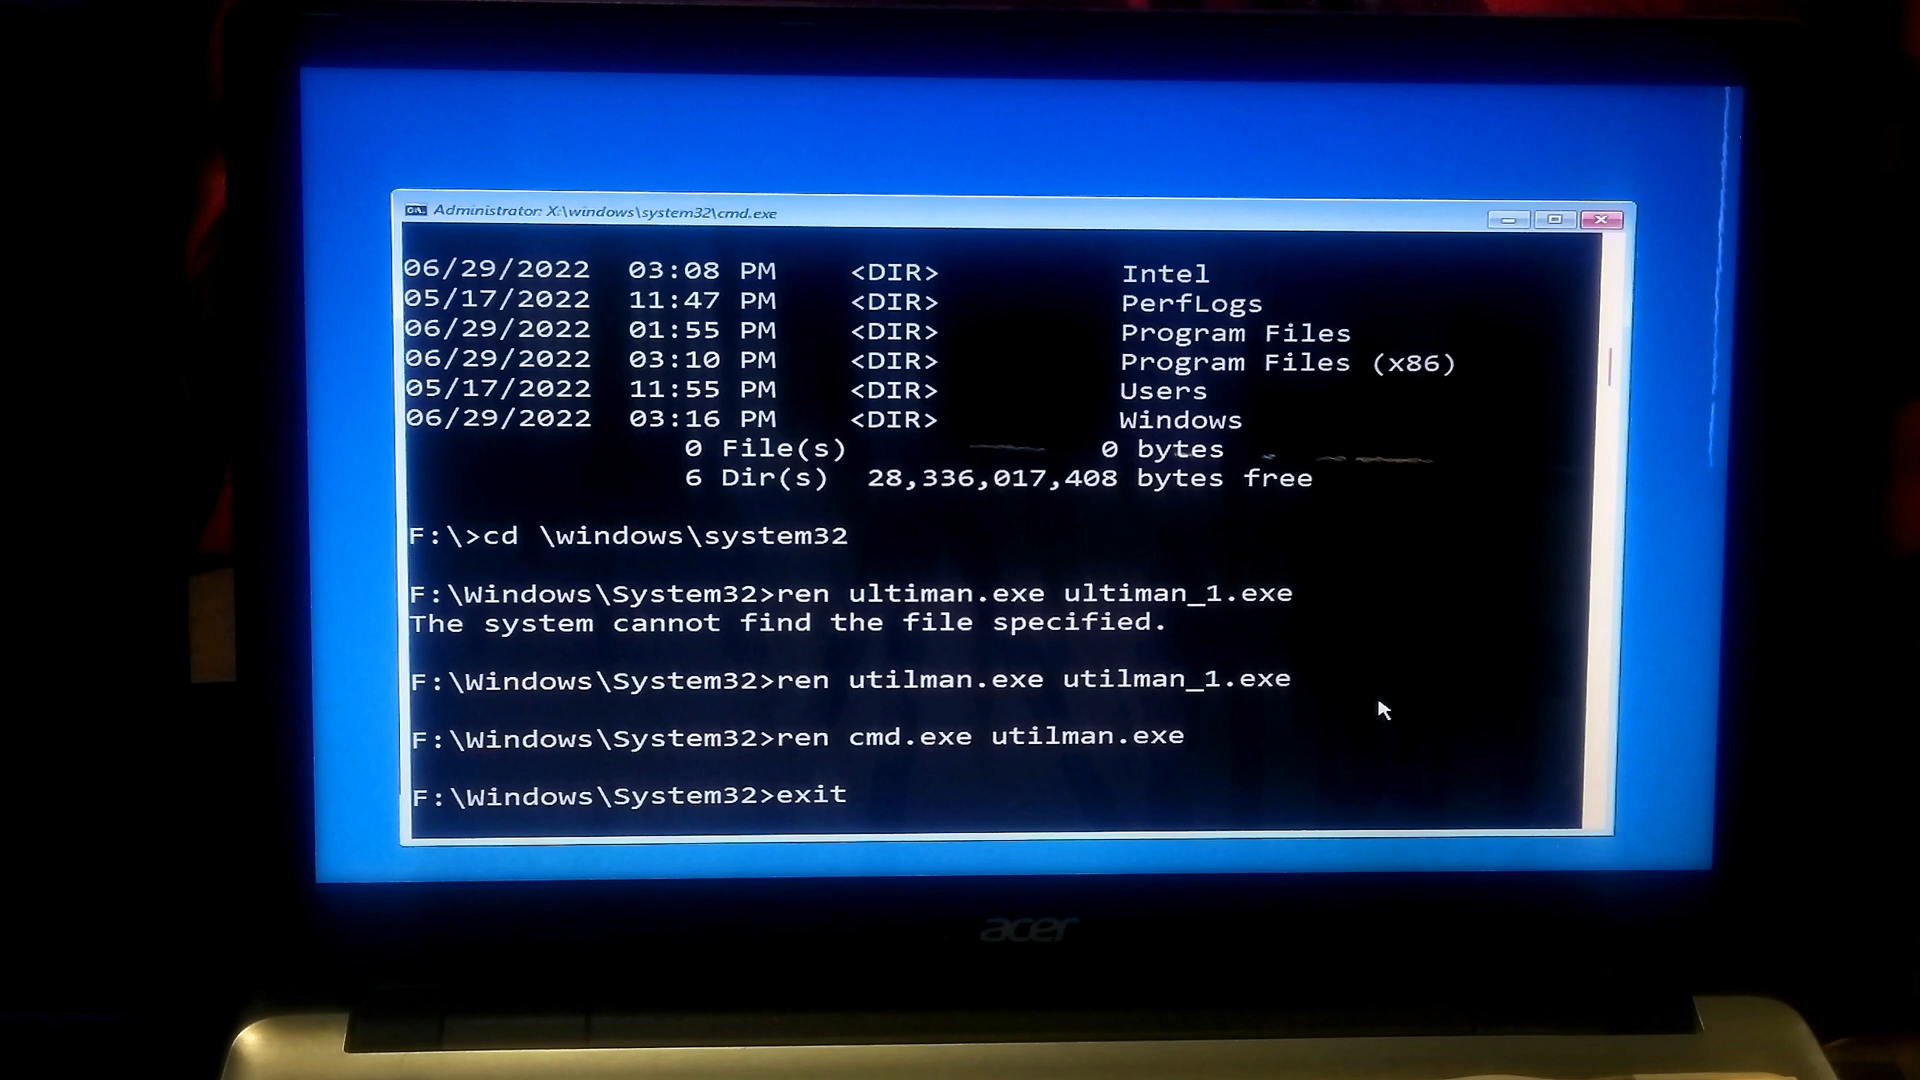 Administrator: X:\windows\system32\cmd.exe
06/29/2022  03:08 PM    <DIR>          Intel
05/17/2022  11:47 PM    <DIR>          PerfLogs
06/29/2022  01:55 PM    <DIR>          Program Files
06/29/2022  03:10 PM    <DIR>          Program Files (x86)
05/17/2022  11:55 PM    <DIR>          Users
06/29/2022  03:16 PM    <DIR>          Windows
0 File(s)              0 bytes
6 Dir(s)  28,336,017,408 bytes free
F:\>cd \windows\system32
F:\Windows\System32>ren ultiman.exe ultiman_1.exe
The system cannot find the file specified.
F:\Windows\System32>ren utilman.exe utilman_1.exe
F:\Windows\System32>ren cmd.exe utilman.exe
F:\Windows\System32>exit
acer